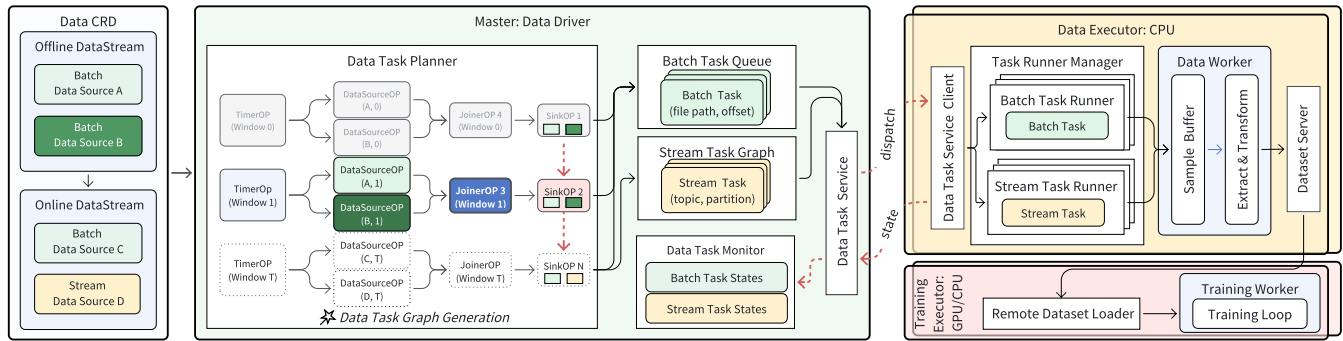 Data CRD
Offline DataStream
Batch
Data Source A
Batch
Data Source B
Online DataStream
Batch
Data Source C
Stream
Data Source D
Master: Data Driver
Data Task Planner
TimerOP
(Window 0)
DataSourceOP
(A, 0)
DataSourceOP
(B, 0)
JoinerOP 4
(Window 0)
SinkOP 1
TimerOp
(Window 1)
DataSourceOP
(A, 1)
DataSourceOP
(B, 1)
JoinerOP 3
(Window 1)
SinkOP 2
TimerOP
(Window T)
DataSourceOP
(C, T)
DataSourceOP
(D, T)
JoinerOP
(Window T)
SinkOP N
Data Task Graph Generation
Batch Task Queue
Batch Task
(file path, offset)
Stream Task Graph
Stream Task
(topic, partition)
Data Task Monitor
Batch Task States
Stream Task States
Data Task Service
dispatch
state
Data Executor: CPU
Data Task Service Client
Task Runner Manager
Batch Task Runner
Batch Task
Stream Task Runner
Stream Task
Data Worker
Sample Buffer
Extract & Transform
Dataset Server
Training
Executor:
GPU/CPU
Remote Dataset Loader
Training Worker
Training Loop